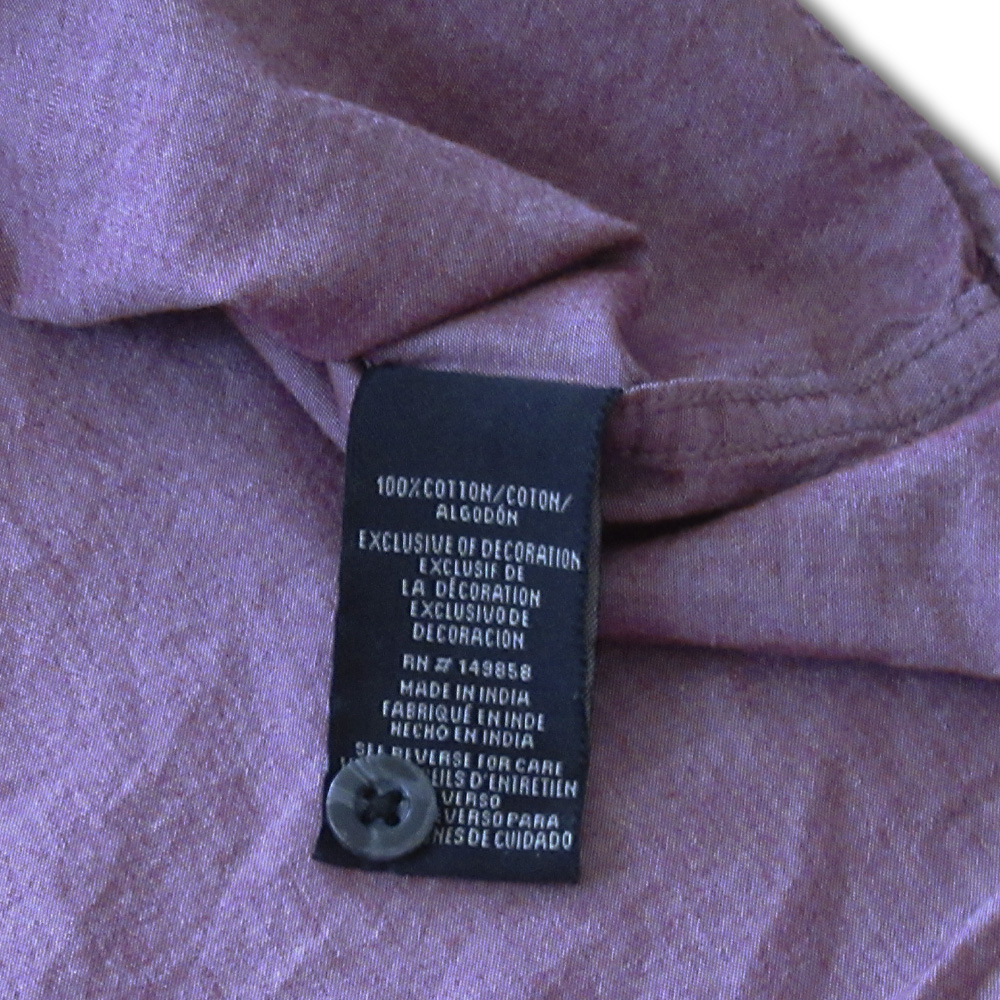 100% COTTON/COTON/
ALGODÓN
EXCLUSIVE OF DECORATION
EXCLUSIF DE
LA DÉCORATION
EXCLUSIVO DE
DECORACION
RN # 149858
MADE IN INDIA
FABRIQUÉ EN INDE
HECHO EN INDIA
SEE REVERSE FOR CARE
D'ENTRETIEN
VERSO
PARA
DE CUIDADO